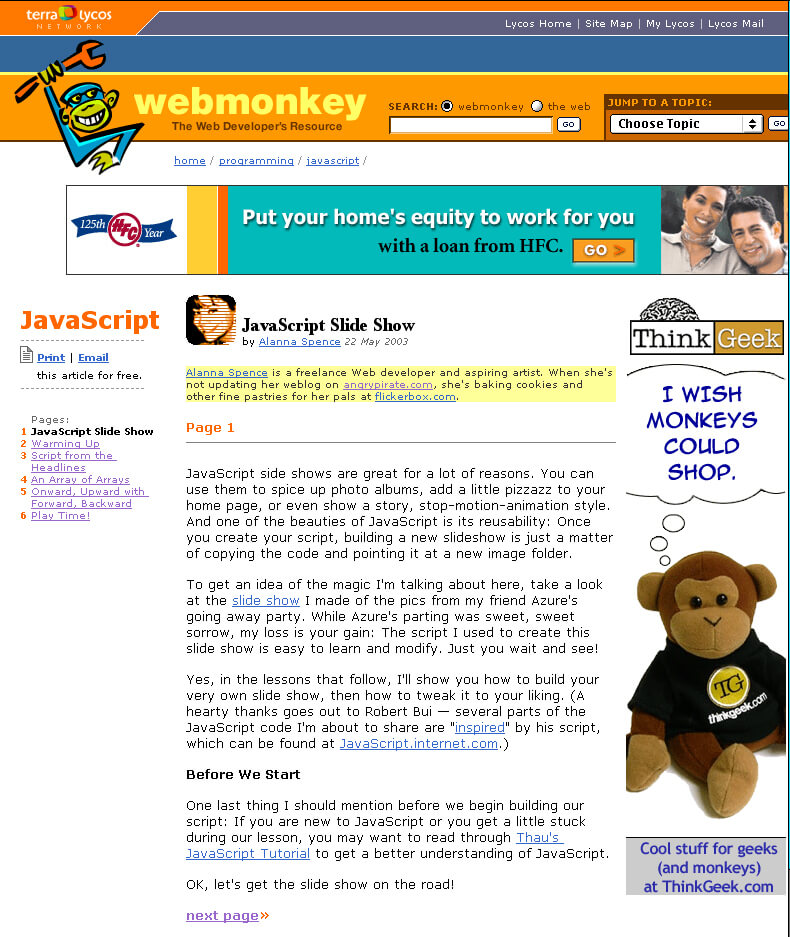 terra Lycos
NETWORK
Lycos Home | Site Map | My Lycos | Lycos Mail
webmonkey
The Web Developer's Resource
SEARCH: webmonkey the web
GO
JUMP TO A TOPIC:
Choose Topic
GO
home / programming / javascript /
125th HFC Year
Put your home's equity to work for you
with a loan from HFC. GO >
JavaScript
Print | Email
this article for free.
Pages:
1 JavaScript Slide Show
2 Warming Up
3 Script from the
Headlines
4 An Array of Arrays
5 Onward, Upward with
Forward, Backward
6 Play Time!
JavaScript Slide Show
by Alanna Spence 22 May 2003
Alanna Spence is a freelance Web developer and aspiring artist. When she's
not updating her weblog on angrypirate.com, she's baking cookies and
other fine pastries for her pals at flickerbox.com.
Page 1
JavaScript side shows are great for a lot of reasons. You can
use them to spice up photo albums, add a little pizzazz to your
home page, or even show a story, stop-motion-animation style.
And one of the beauties of JavaScript is its reusability: Once
you create your script, building a new slideshow is just a matter
of copying the code and pointing it at a new image folder.
To get an idea of the magic I'm talking about here, take a look
at the slide show I made of the pics from my friend Azure's
going away party. While Azure's parting was sweet, sweet
sorrow, my loss is your gain: The script I used to create this
slide show is easy to learn and modify. Just you wait and see!
Yes, in the lessons that follow, I'll show you how to build your
very own slide show, then how to tweak it to your liking. (A
hearty thanks goes out to Robert Bui — several parts of the
JavaScript code I'm about to share are "inspired" by his script,
which can be found at JavaScript.internet.com.)
Before We Start
One last thing I should mention before we begin building our
script: If you are new to JavaScript or you get a little stuck
during our lesson, you may want to read through Thau's
JavaScript Tutorial to get a better understanding of JavaScript.
OK, let's get the slide show on the road!
next page»
Think Geek
I WISH
MONKEYS
COULD
SHOP.
TG
thinkgeek.com
Cool stuff for geeks
(and monkeys)
at ThinkGeek.com